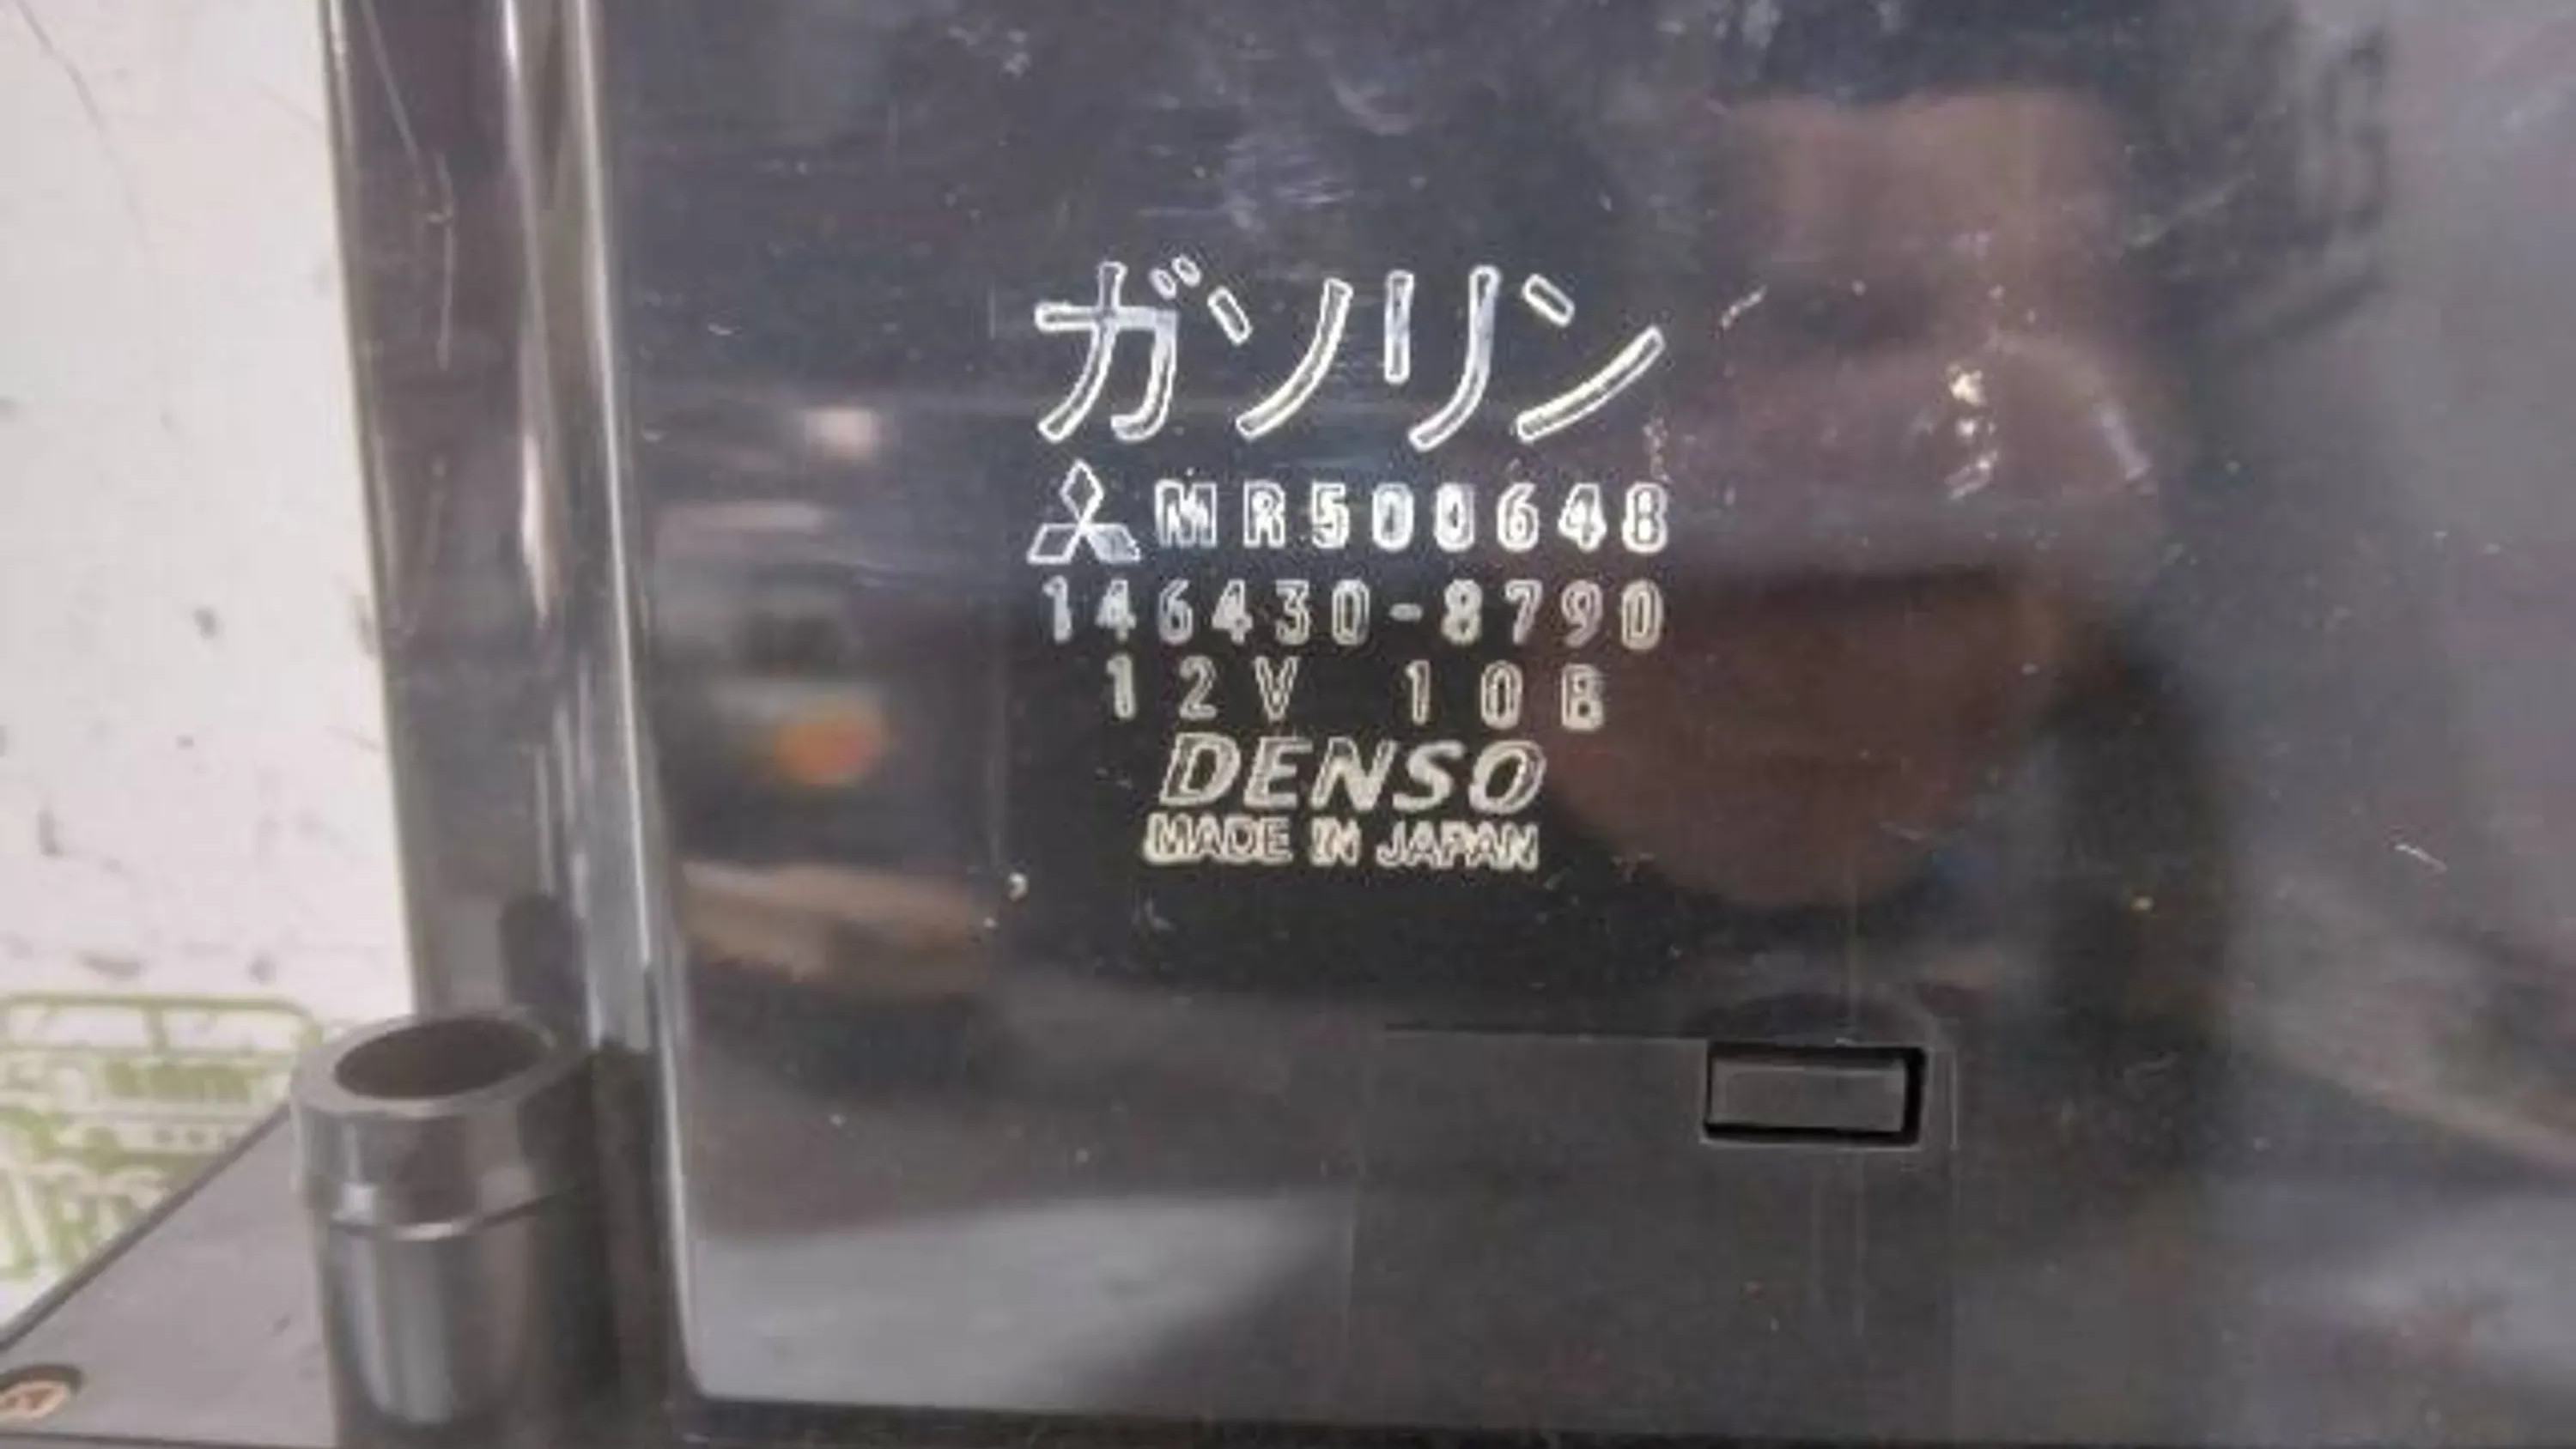 ガソリン
MR500648
146430-8790
12V 10B
DENSO
MADE IN JAPAN